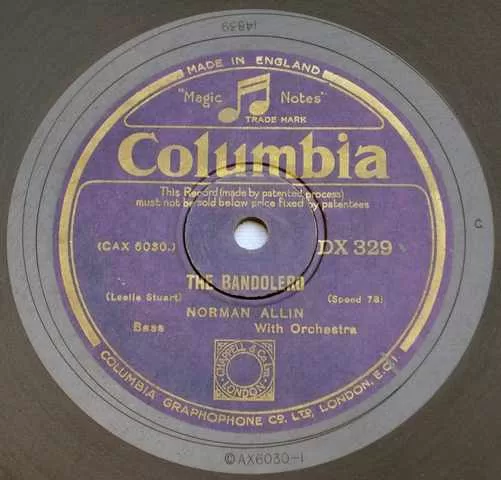 14839
MADE IN ENGLAND
"Magic Notes"
TRADE MARK
Columbia
This Record (made by patented process)
must not be sold below price fixed by patentees
(CAX 6030.)
DX 329
THE BANDOLERO
(Leslie Stuart)
(Speed 78)
NORMAN ALLIN
Bass
With Orchestra
CHAPPELL & Co Ltd
LONDON
COLUMBIA GRAPHOPHONE CO. LTD, LONDON, E.C.1.
C
CAX6030-1